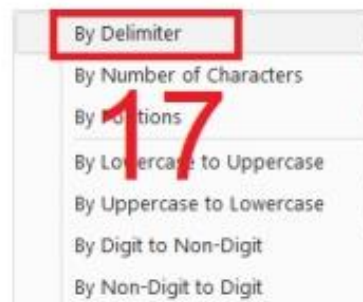 By Delimiter
By Number of Characters
By Positions
17
By Lowercase to Uppercase
By Uppercase to Lowercase
By Digit to Non-Digit
By Non-Digit to Digit